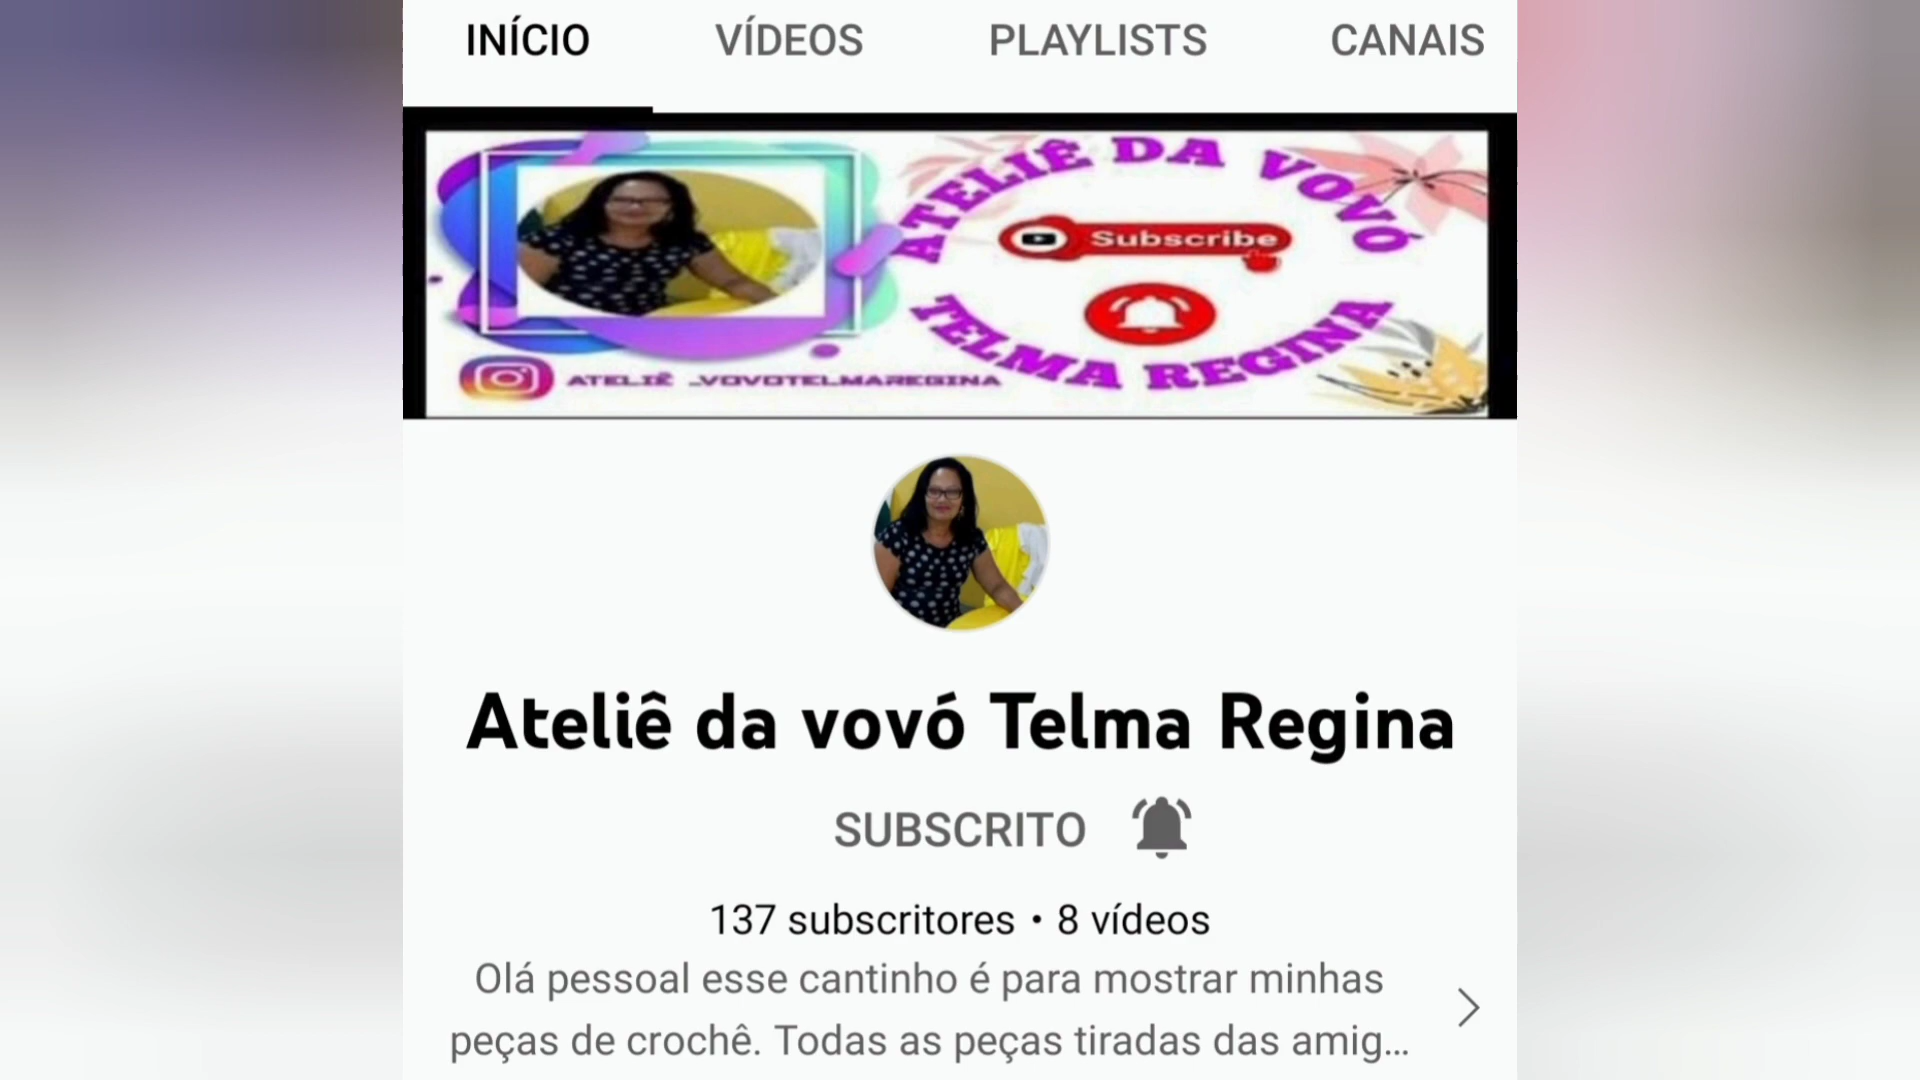 INÍCIO VÍDEOS PLAYLISTS CANAIS
ATELIÊ DA VOVÓ
Subscribe
TELMA REGINA
ATELIÊ _VOVOTELMAREGINA
Ateliê da vovó Telma Regina
SUBSCRITO
137 subscritores • 8 vídeos
Olá pessoal esse cantinho é para mostrar minhas
peças de crochê. Todas as peças tiradas das amig...